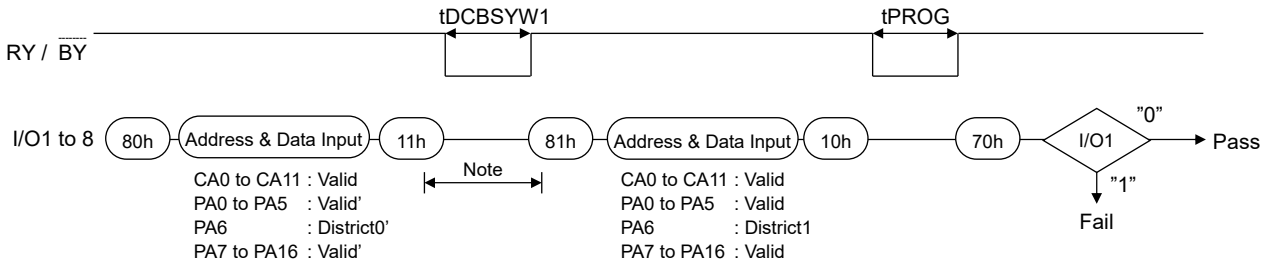 tDCBSYW1 tPROG
RY / BY
I/O1 to 8 80h Address & Data Input 11h 81h Address & Data Input 10h 70h I/O1 "0" Pass
Note
"1"
Fail
CA0 to CA11 : Valid
PA0 to PA5 : Valid'
PA6 : District0'
PA7 to PA16 : Valid'
CA0 to CA11 : Valid
PA0 to PA5 : Valid
PA6 : District1
PA7 to PA16 : Valid